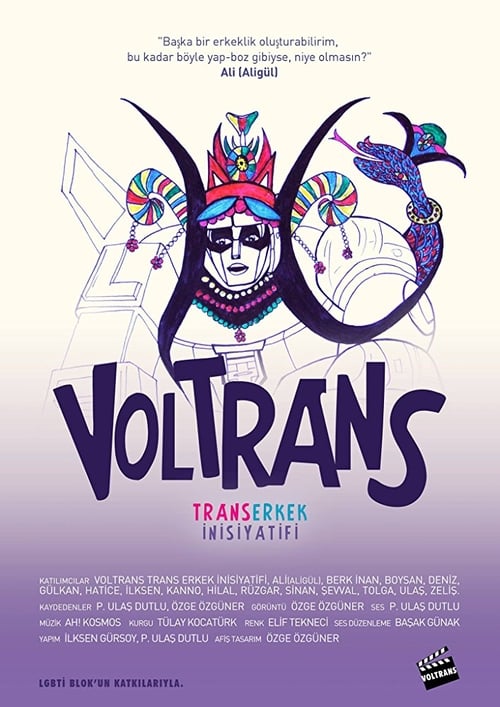 "Başka bir erkeklik oluşturabilirim,
bu kadar böyle yap-boz gibiyse, niye olmasın?"
Ali (Aligül)
VOLTRANS
TRANSERKEK
İNİSİYATİFİ
KATILIMCILAR VOLTRANS TRANS ERKEK İNİSİYATİFİ, ALİ(ALİGÜL), BERK İNAN, BOYSAN, DENİZ,
GÜLKAN, HATİCE, İLKSEN, KANNO, HİLAL, RÜZGAR, SİNAN, ŞEVVAL, TOLGA, ULAŞ, ZELİŞ.
KAYDEDENLER P. ULAŞ DUTLU, ÖZGE ÖZGÜNER GÖRÜNTÜ ÖZGE ÖZGÜNER SES P. ULAŞ DUTLU
MÜZİK AH! KOSMOS KURGU TÜLAY KOCATÜRK RENK ELİF TEKNECİ SES DÜZENLEME BAŞAK GÜNAK
YAPIM İLKSEN GÜRSOY, P. ULAŞ DUTLU AFİŞ TASARIM ÖZGE ÖZGÜNER
LGBTİ BLOK'UN KATKILARIYLA.
VOLTRANS